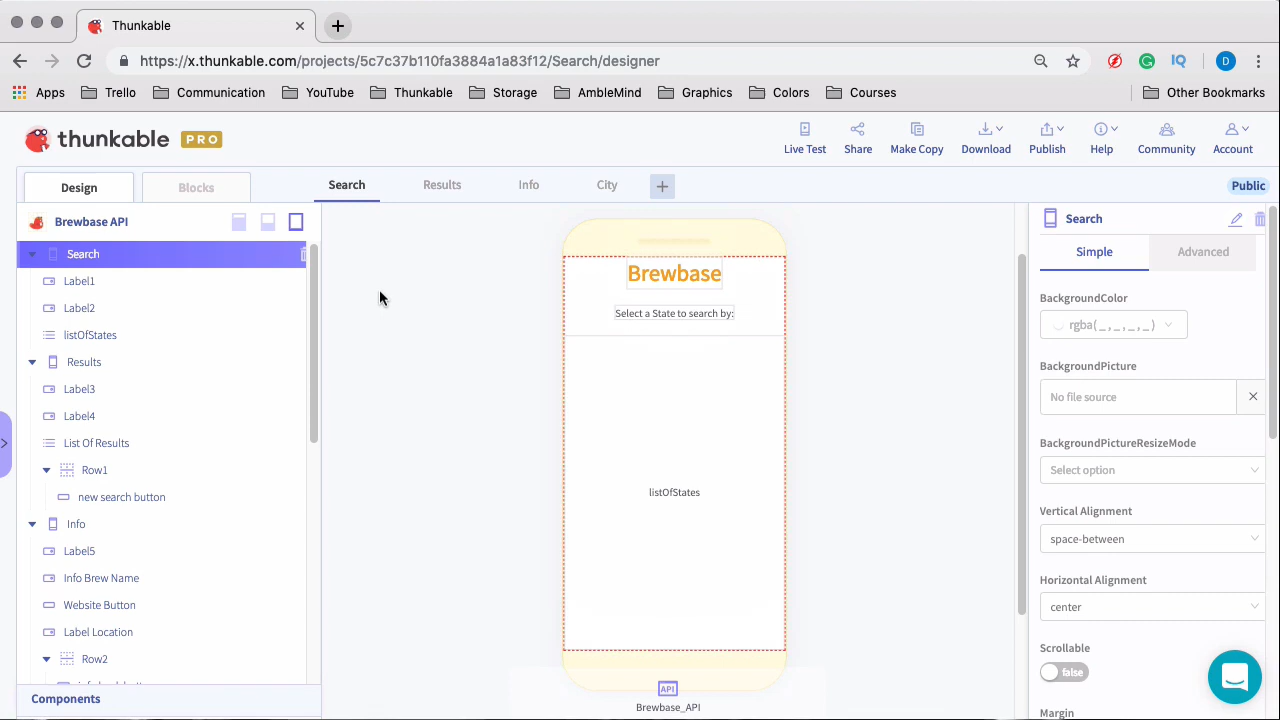 Thunkable
https://x.thunkable.com/projects/5c7c37b110fa3884a1a83f12/Search/designer
D
Apps Trello Communication YouTube Thunkable Storage AmbleMind Graphics Colors Courses Other Bookmarks
thunkable PRO
Live Test Share Make Copy Download Publish Help Community Account
Design Blocks Search Results Info City Public
Brewbase API
Search
Label1
Label2
listOfStates
Results
Label3
Label4
List Of Results
Row1
new search button
Info
Label5
Info Brew Name
Website Button
Label Location
Row2
Components
Brewbase
Select a State to search by:
listOfStates
API
Brewbase_API
Search
Simple Advanced
BackgroundColor
rgba(_,_,_,_)
BackgroundPicture
No file source
BackgroundPictureResizeMode
Select option
Vertical Alignment
space-between
Horizontal Alignment
center
Scrollable
false
Margin